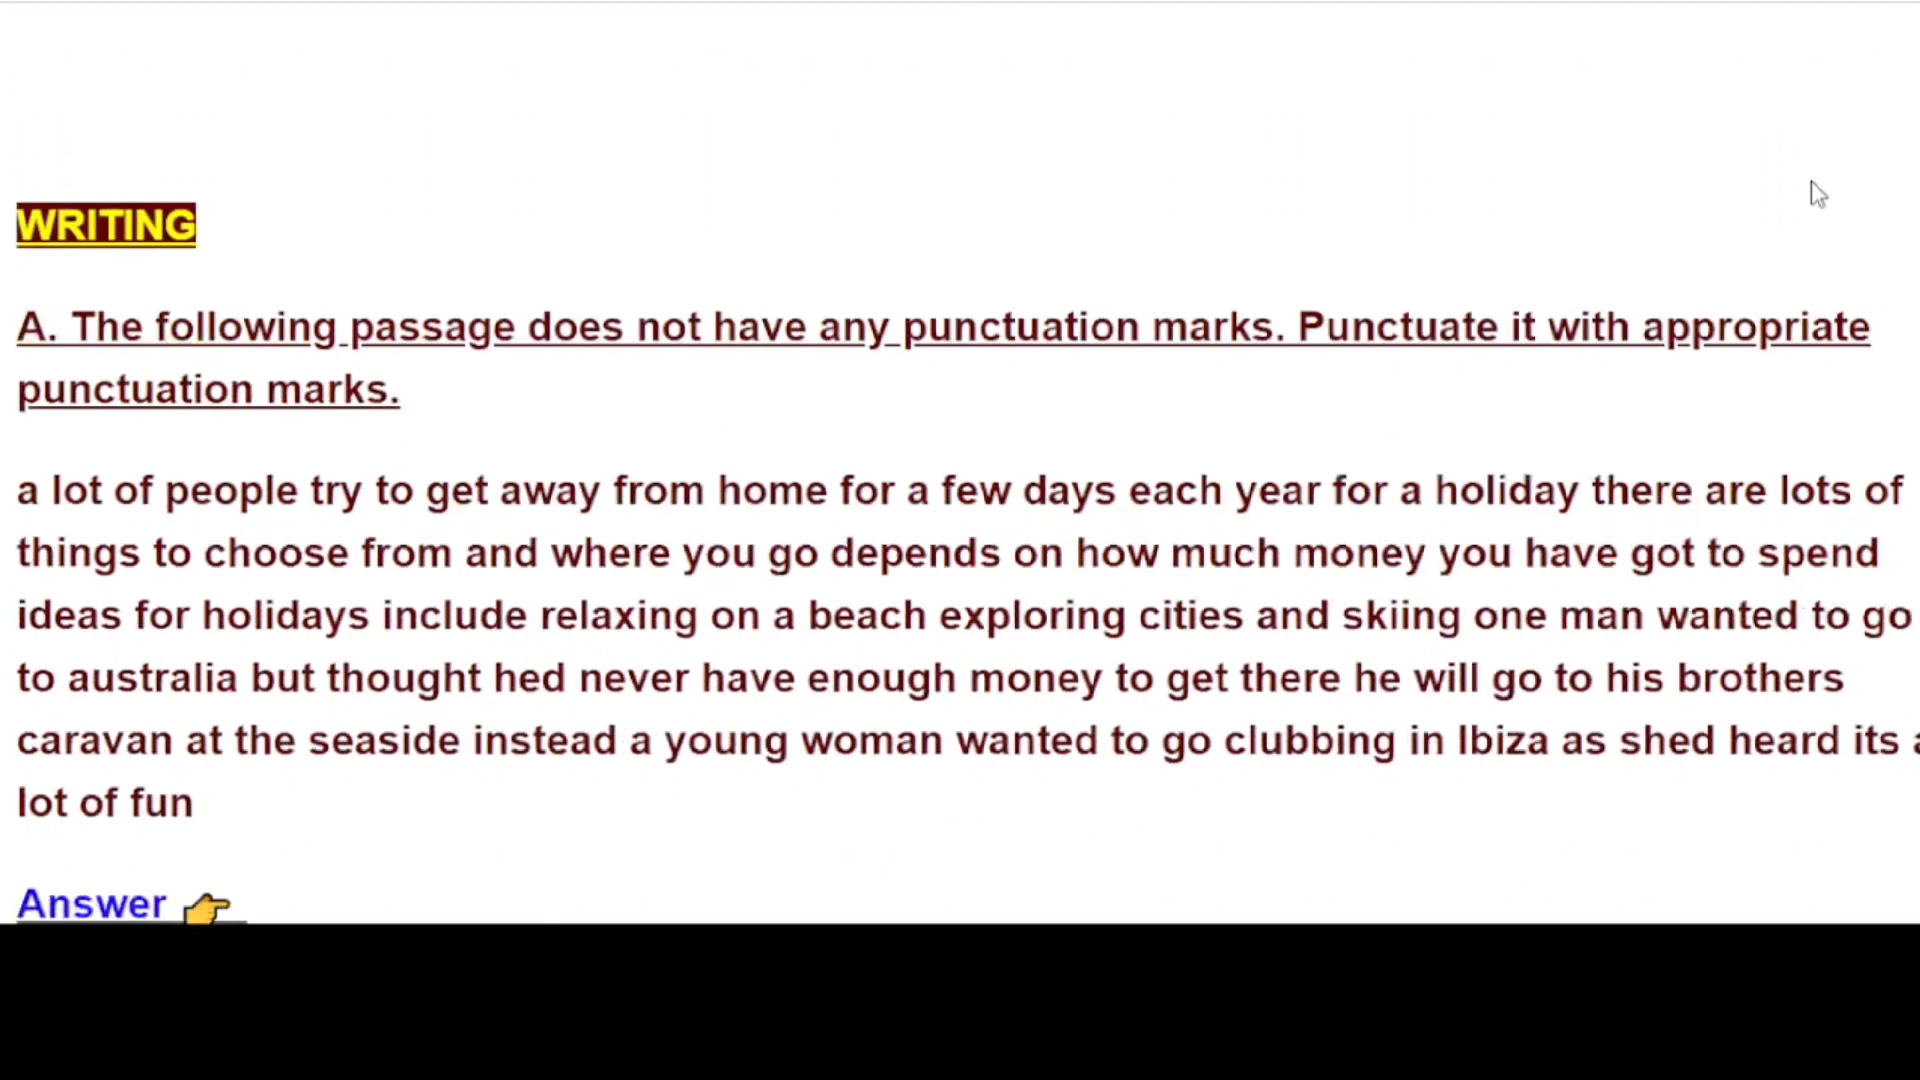 WRITING
A. The following passage does not have any punctuation marks. Punctuate it with appropriate
punctuation marks.
a lot of people try to get away from home for a few days each year for a holiday there are lots of
things to choose from and where you go depends on how much money you have got to spend
ideas for holidays include relaxing on a beach exploring cities and skiing one man wanted to go
to australia but thought hed never have enough money to get there he will go to his brothers
caravan at the seaside instead a young woman wanted to go clubbing in Ibiza as shed heard its a
lot of fun
Answer 👉